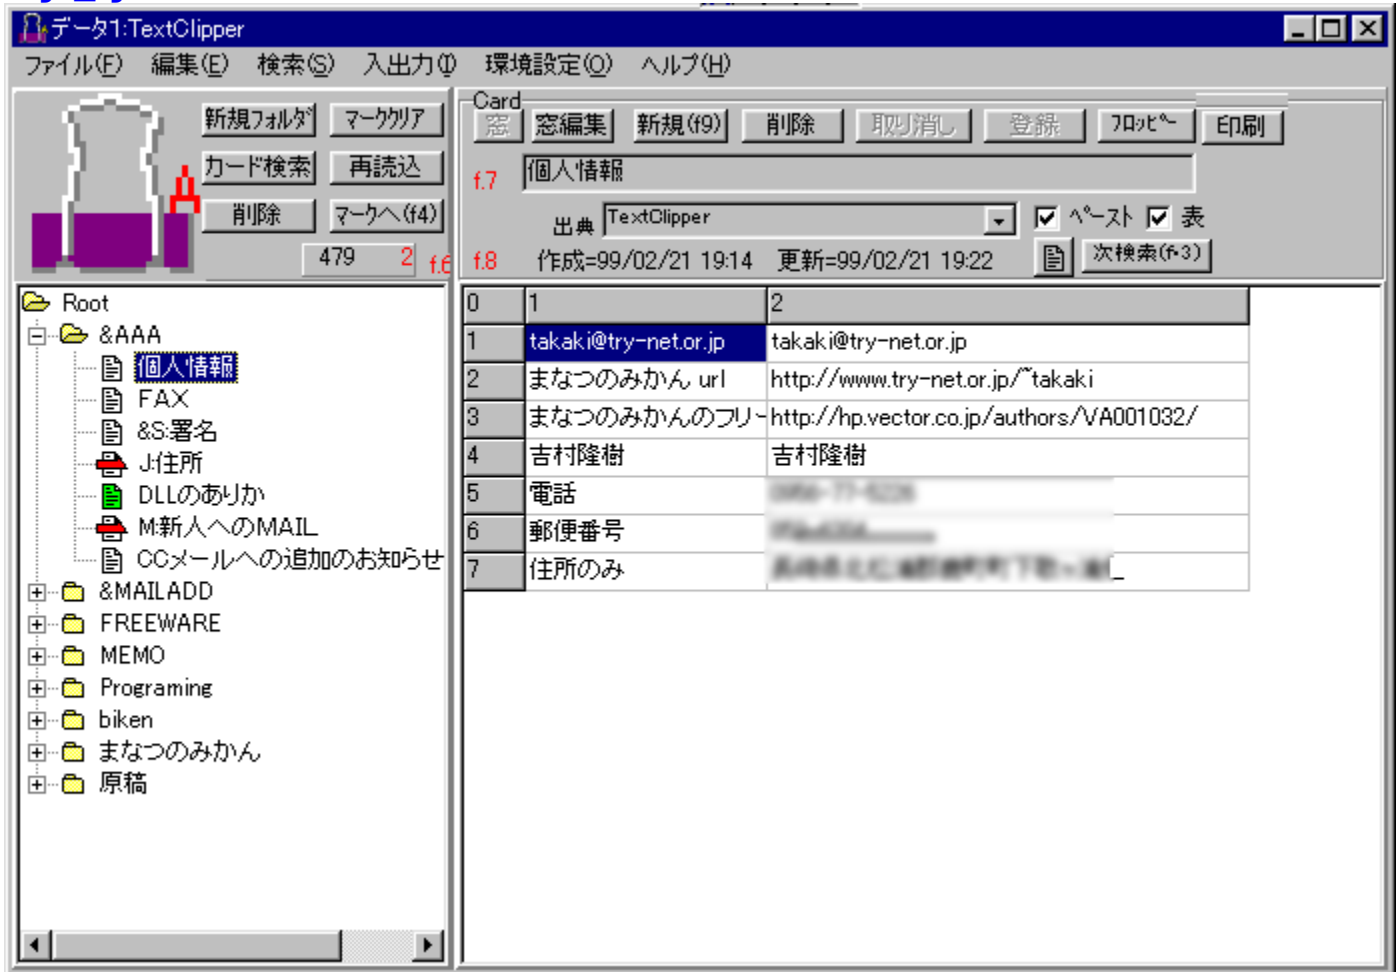 データ1:TextClipper
ファイル(F) 編集(E) 検索(S) 入出力(I) 環境設定(O) ヘルプ(H)
新規フォルダ マーククリア
カード検索 再読込
削除 マークへ(f4)
479 2 f.6
Card
窓 窓編集 新規(f9) 削除 取り消し 登録 フロッピー 印刷
f.7 個人情報
出典 TextClipper ペースト 表
f.8 作成=99/02/21 19:14 更新=99/02/21 19:22 次検索(f・3)
Root
&AAA
個人情報
FAX
&S:署名
J:住所
DLLのありか
M:新人へのMAIL
CCメールへの追加のお知らせ
&MAILADD
FREEWARE
MEMO
Programing
biken
まなつのみかん
原稿
0 1 2
1 takaki@try-net.or.jp takaki@try-net.or.jp
2 まなつのみかん url http://www.try-net.or.jp/~takaki
3 まなつのみかんのフリー http://hp.vector.co.jp/authors/VA001032/
4 吉村隆樹 吉村隆樹
5 電話
6 郵便番号
7 住所のみ